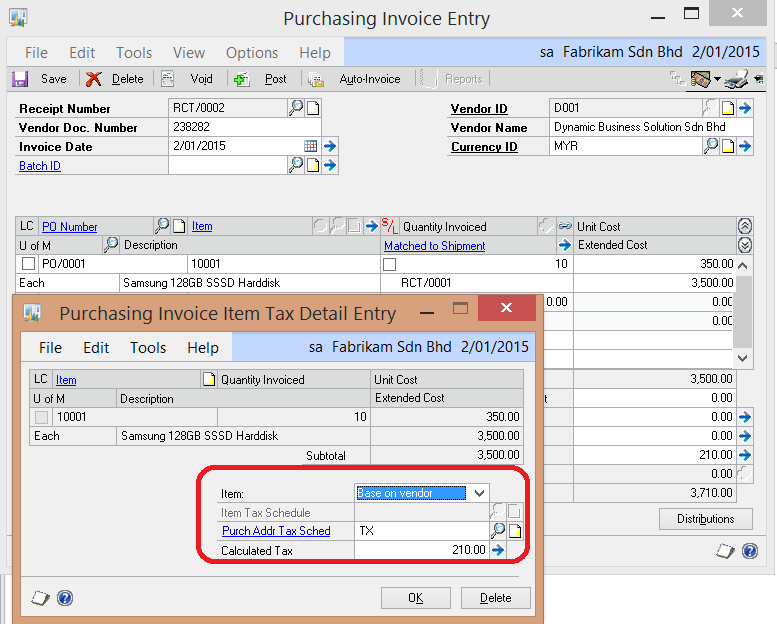 Purchasing Invoice Entry
File Edit Tools View Options Help sa Fabrikam Sdn Bhd 2/01/2015
Save Delete Void Post Auto-Invoice Reports
Receipt Number RCT/0002 Vendor ID D001
Vendor Doc. Number 238282 Vendor Name Dynamic Business Solution Sdn Bhd
Invoice Date 2/01/2015 Currency ID MYR
Batch ID
LC PO Number Item S/L Quantity Invoiced Unit Cost
U of M Description Matched to Shipment Extended Cost
PO/0001 10001 10 350.00
Each Samsung 128GB SSSD Harddisk RCT/0001 3,500.00
0.00 0.00
0.00
3,500.00
t 0.00
0.00
0.00
210.00
0.00
3,710.00
Distributions
Purchasing Invoice Item Tax Detail Entry
File Edit Tools Help sa Fabrikam Sdn Bhd 2/01/2015
LC Item Quantity Invoiced Unit Cost
U of M Description Extended Cost
10001 10 350.00
Each Samsung 128GB SSSD Harddisk 3,500.00
Subtotal 3,500.00
Item: Base on vendor
Item Tax Schedule
Purch Addr Tax Sched TX
Calculated Tax 210.00
OK Delete